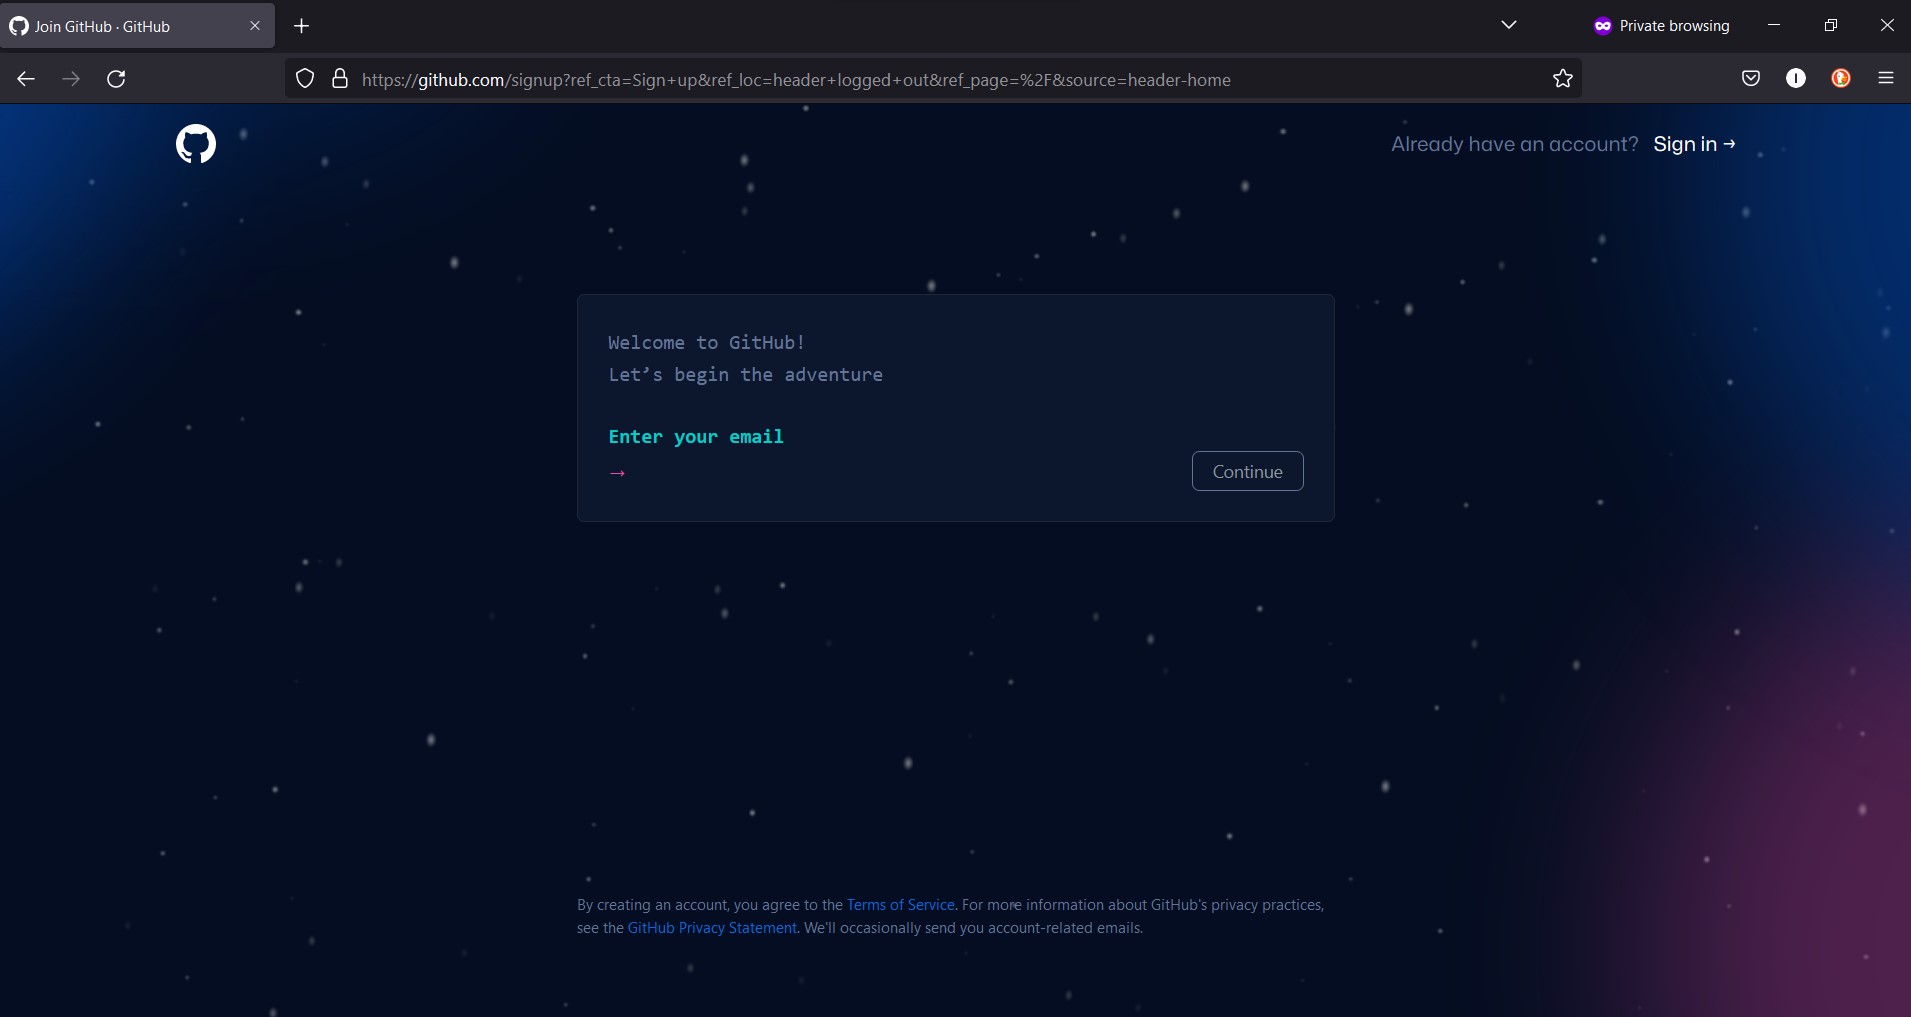 Join GitHub · GitHub
Private browsing
https://github.com/signup?ref_cta=Sign+up&ref_loc=header+logged+out&ref_page=%2F&source=header-home
Already have an account? Sign in →
Welcome to GitHub!
Let’s begin the adventure
Enter your email
→
Continue
By creating an account, you agree to the Terms of Service. For more information about GitHub's privacy practices,
see the GitHub Privacy Statement. We'll occasionally send you account-related emails.